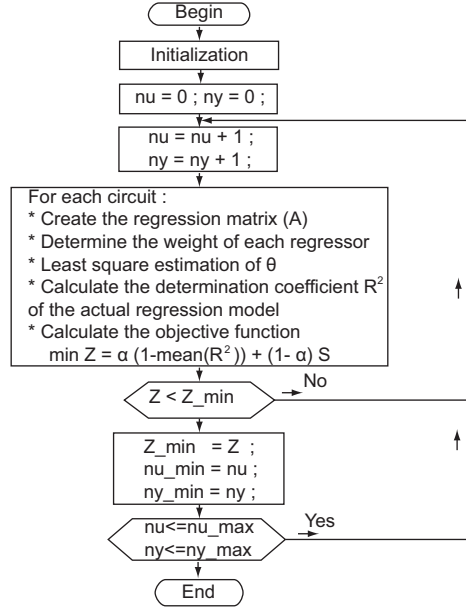 Begin
Initialization
nu = 0 ; ny = 0 ;
nu = nu + 1 ;
ny = ny + 1 ;
For each circuit :
* Create the regression matrix (A)
* Determine the weight of each regressor
* Least square estimation of θ
* Calculate the determination coefficient R²
of the actual regression model
* Calculate the objective function
min Z = α (1-mean(R²)) + (1- α) S
Z < Z_min
No
Z_min = Z ;
nu_min = nu ;
ny_min = ny ;
nu<=nu_max
ny<=ny_max
Yes
End